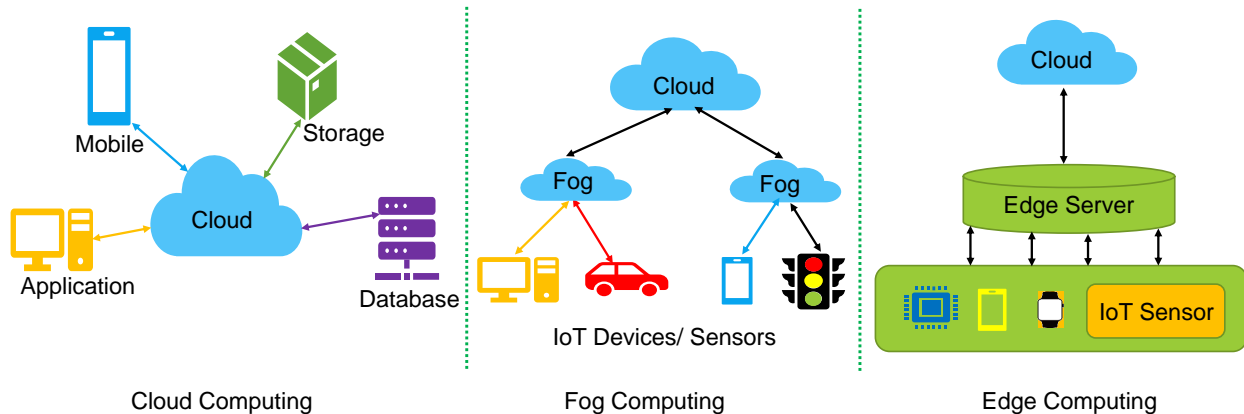 Mobile
Storage
Cloud
Application
Database
Cloud Computing
Cloud
Fog
Fog
IoT Devices/ Sensors
Fog Computing
Cloud
Edge Server
IoT Sensor
Edge Computing